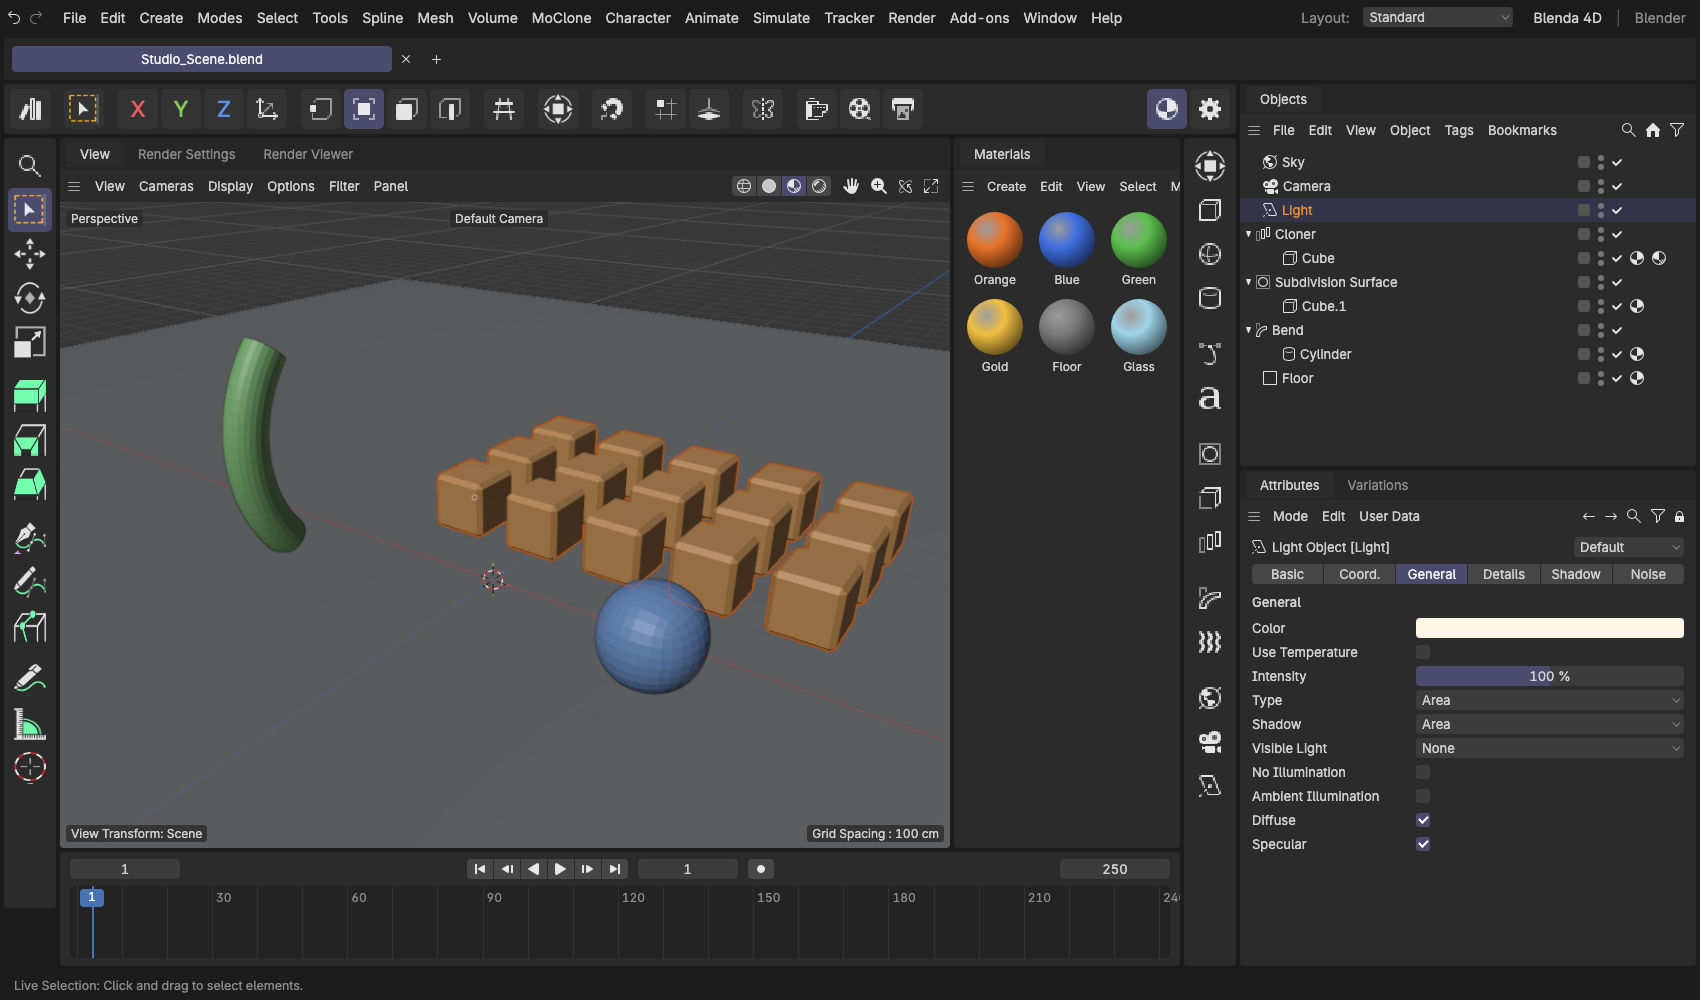 File Edit Create Modes Select Tools Spline Mesh Volume MoClone Character Animate Simulate Tracker Render Add-ons Window Help Layout: Standard Blenda 4D Blender
Studio_Scene.blend
X Y Z
Objects
File Edit View Object Tags Bookmarks
Sky
Camera
Light
Cloner
Cube
Subdivision Surface
Cube.1
Bend
Cylinder
Floor
View Render Settings Render Viewer
View Cameras Display Options Filter Panel
Perspective Default Camera
View Transform: Scene Grid Spacing : 100 cm
Materials
Create Edit View Select M
Orange Blue Green
Gold Floor Glass
a
Attributes Variations
Mode Edit User Data
Light Object [Light] Default
Basic Coord. General Details Shadow Noise
General
Color
Use Temperature
Intensity 100 %
Type Area
Shadow Area
Visible Light None
No Illumination
Ambient Illumination
Diffuse
Specular
1 1 250
1 30 60 90 120 150 180 210 240
Live Selection: Click and drag to select elements.